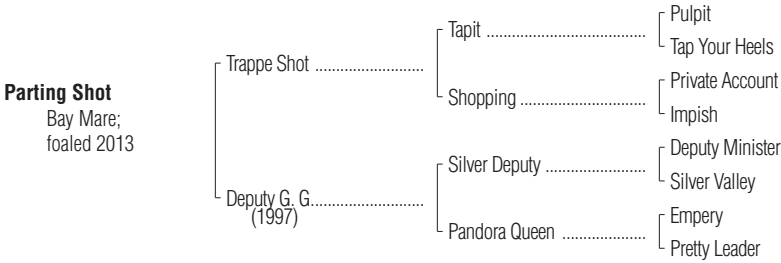 Parting Shot
Bay Mare;
foaled 2013
Trappe Shot ........................
Deputy G. G.........................
(1997)
Tapit ...................................
Shopping ............................
Silver Deputy ......................
Pandora Queen ..................
Pulpit
Tap Your Heels
Private Account
Impish
Deputy Minister
Silver Valley
Empery
Pretty Leader